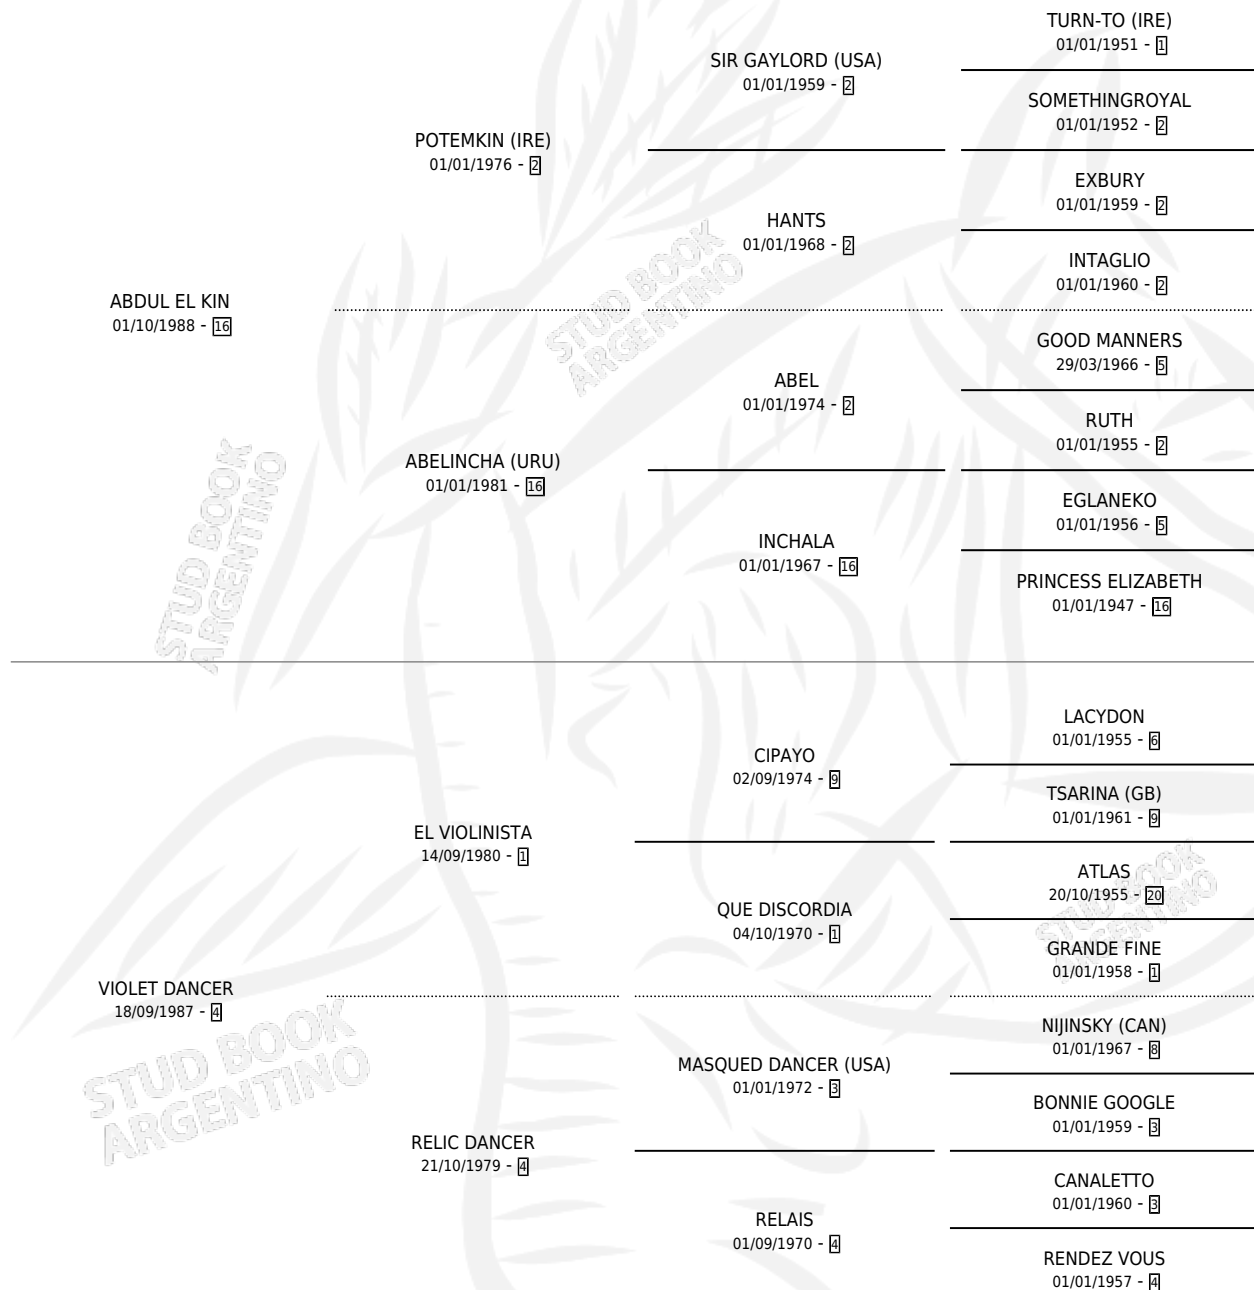 TURN-TO (IRE)
01/01/1951 - 1
SIR GAYLORD (USA)
01/01/1959 - 2
SOMETHINGROYAL
01/01/1952 - 2
POTEMKIN (IRE)
01/01/1976 - 2
EXBURY
01/01/1959 - 2
HANTS
01/01/1968 - 2
INTAGLIO
01/01/1960 - 2
ABDUL EL KIN
01/10/1988 - 16
STUD BOOK
ARGENTINO
GOOD MANNERS
29/03/1966 - 5
ABEL
01/01/1974 - 2
RUTH
01/01/1955 - 2
ABELINCHA (URU)
01/01/1981 - 16
EGLANEKO
01/01/1956 - 5
INCHALA
01/01/1967 - 16
PRINCESS ELIZABETH
01/01/1947 - 16
STUD BOOK
ARGENTINO
LACYDON
01/01/1955 - 6
CIPAYO
02/09/1974 - 9
TSARINA (GB)
01/01/1961 - 9
EL VIOLINISTA
14/09/1980 - 1
ATLAS
20/10/1955 - 20
QUE DISCORDIA
04/10/1970 - 1
STUD BOOK
ARGENTINO
GRANDE FINE
01/01/1958 - 1
VIOLET DANCER
18/09/1987 - 4
STUD BOOK
ARGENTINO
NIJINSKY (CAN)
01/01/1967 - 8
MASQUED DANCER (USA)
01/01/1972 - 3
BONNIE GOOGLE
01/01/1959 - 3
RELIC DANCER
21/10/1979 - 4
CANALETTO
01/01/1960 - 3
RELAIS
01/09/1970 - 4
RENDEZ VOUS
01/01/1957 - 4